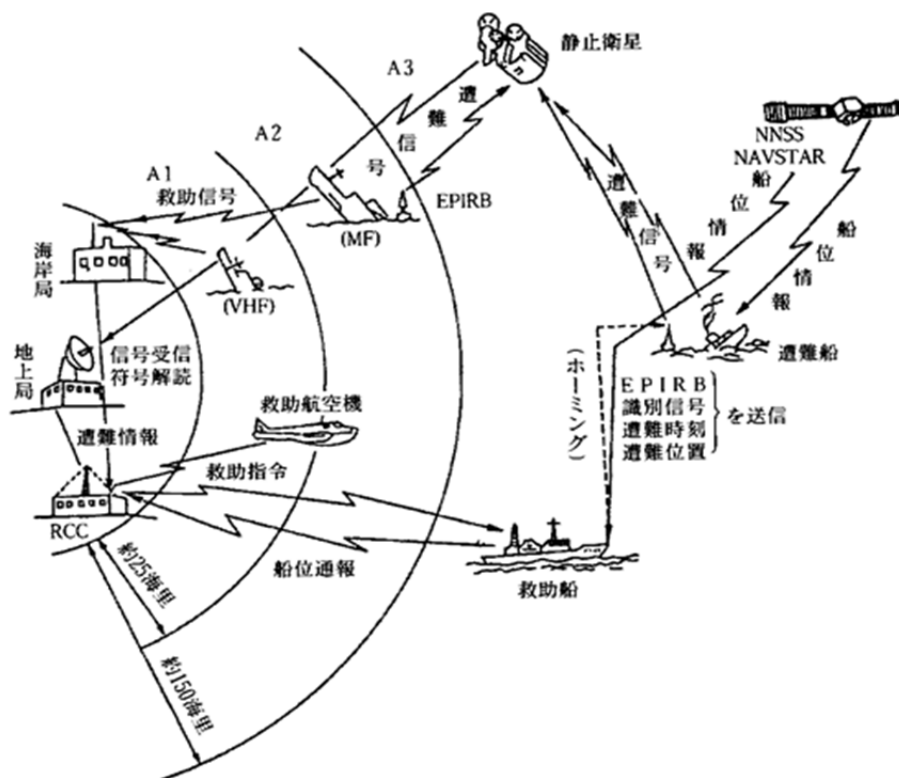 静止衛星
A3
遭難信号
NNSS
NAVSTAR
A2
A1
救助信号
EPIRB
(MF)
遭難信号
船位情報
船位情報
海岸局
(VHF)
遭難船
地上局
信号受信
符号解読
(ホーミング)
EPIRB
識別信号
遭難時刻
遭難位置
を送信
救助航空機
遭難情報
救助指令
RCC
船位通報
救助船
約25海里
約150海里